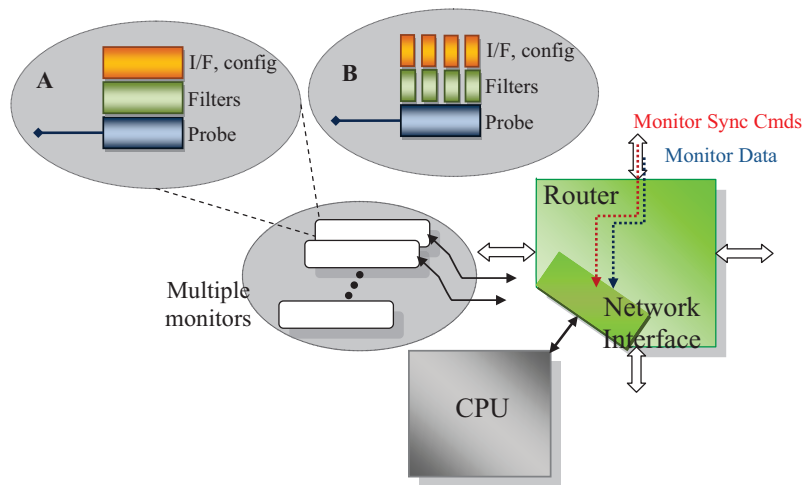 A
I/F, config
Filters
Probe
B
I/F, config
Filters
Probe
Monitor Sync Cmds
Monitor Data
Router
Multiple
monitors
Network
Interface
CPU